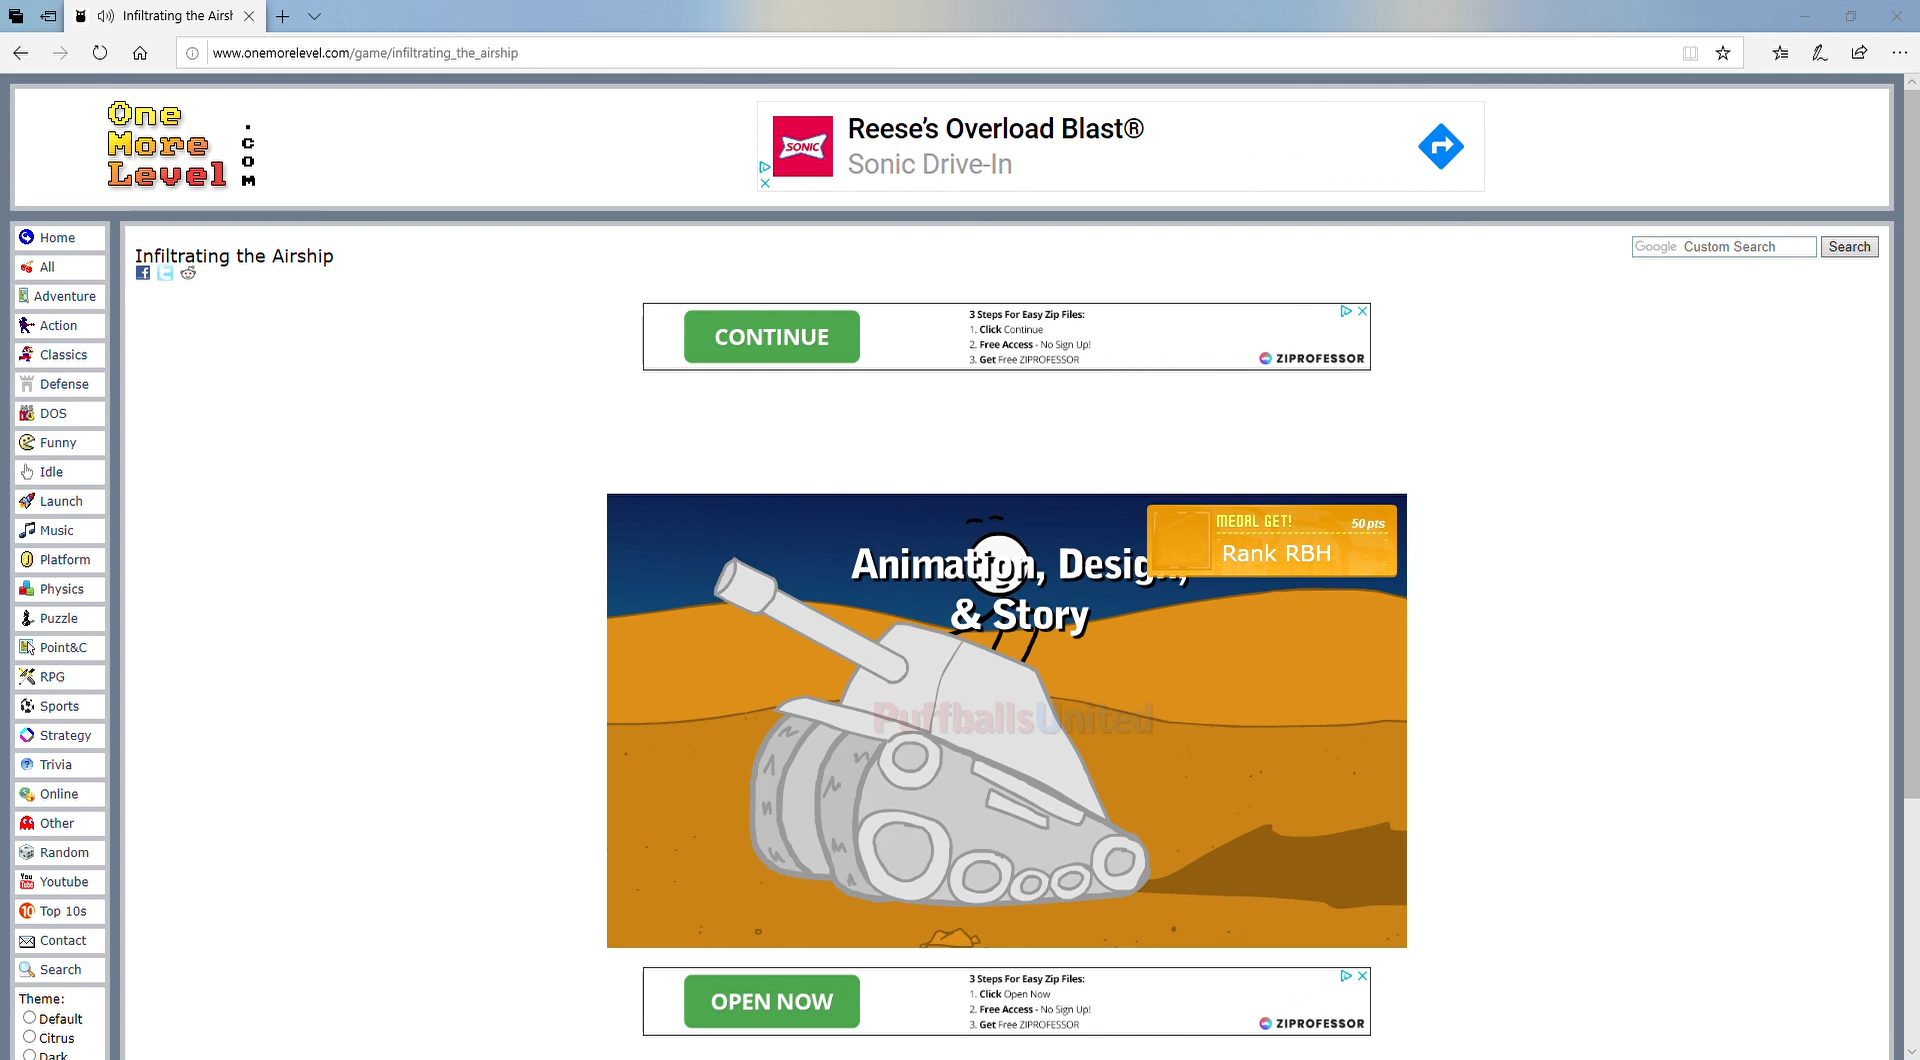 Infiltrating the Airsh
www.onemorelevel.com/game/infiltrating_the_airship
One
More
Level
.com
Reese's Overload Blast®
SONIC
Sonic Drive-In
Home
All
Adventure
Action
Classics
Defense
DOS
Funny
Idle
Launch
Music
Platform
Physics
Puzzle
Point&C
RPG
Sports
Strategy
Trivia
Online
Other
Random
You
Tube
Youtube
10
Top 10s
Contact
Search
Theme:
Default
Citrus
Dark
Infiltrating the Airship
Google Custom Search
Search
CONTINUE
3 Steps For Easy Zip Files:
1. Click Continue
2. Free Access - No Sign Up!
3. Get Free ZIPROFESSOR
ZIPROFESSOR
MEDAL GET!
50 pts
Rank RBH
Animation, Design,
& Story
PuffballsUnited
OPEN NOW
3 Steps For Easy Zip Files:
1. Click Open Now
2. Free Access - No Sign Up!
3. Get Free ZIPROFESSOR
ZIPROFESSOR